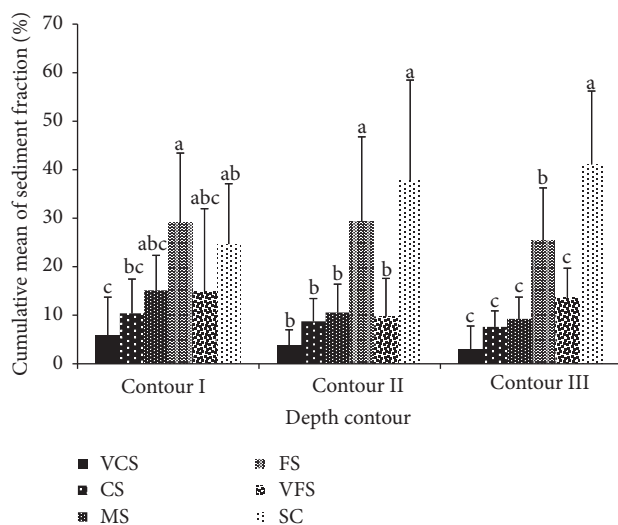 Cumulative mean of sediment fraction (%)
70
60
50
40
30
20
10
0
c
bc
abc
a
abc
ab
b
b
b
a
b
a
c
c
c
b
c
a
Contour I
Contour II
Contour III
Depth contour
VCS
FS
CS
VFS
MS
SC